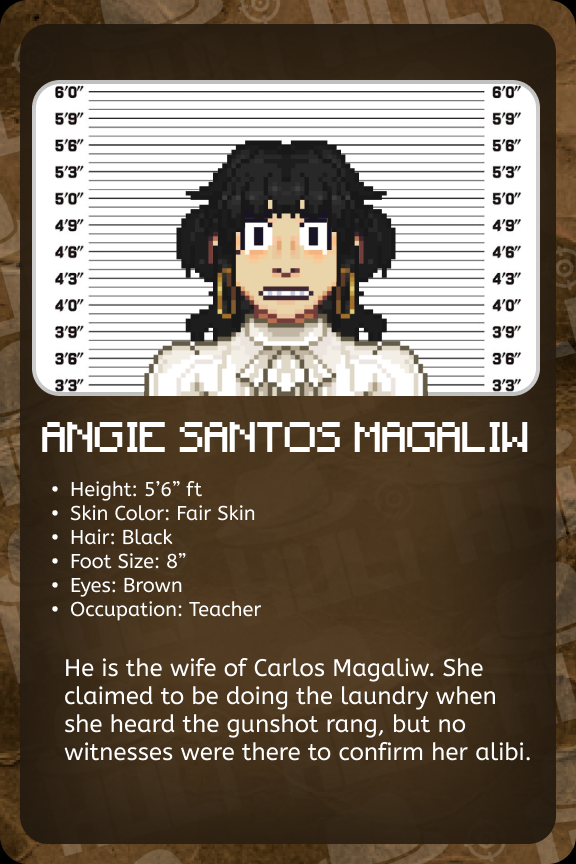 6'0" 6'0"
5'9" 5'9"
5'6" 5'6"
5'3" 5'3"
5'0" 5'0"
4'9" 4'9"
4'6" 4'6"
4'3" 4'3"
4'0" 4'0"
3'9" 3'9"
3'6" 3'6"
3'3" 3'3"
ANGIE SANTOS MAGALIW
• Height: 5’6” ft
• Skin Color: Fair Skin
• Hair: Black
• Foot Size: 8”
• Eyes: Brown
• Occupation: Teacher
He is the wife of Carlos Magaliw. She
claimed to be doing the laundry when
she heard the gunshot rang, but no
witnesses were there to confirm her alibi.